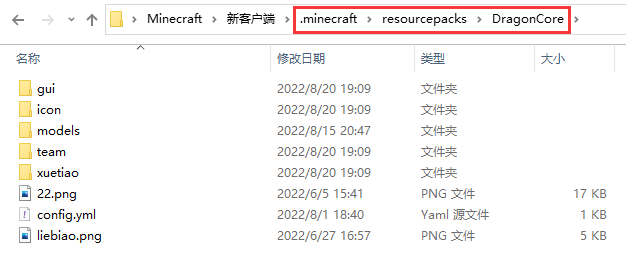 Minecraft > 新客户端 > .minecraft > resourcepacks > DragonCore >
名称 修改日期 类型 大小
gui 2022/8/20 19:09 文件夹
icon 2022/8/20 19:09 文件夹
models 2022/8/15 20:47 文件夹
team 2022/8/20 19:09 文件夹
xuetiao 2022/8/20 19:09 文件夹
22.png 2022/6/5 15:41 PNG 文件 17 KB
config.yml 2022/8/1 18:40 Yaml 源文件 1 KB
liebiao.png 2022/6/27 16:57 PNG 文件 5 KB